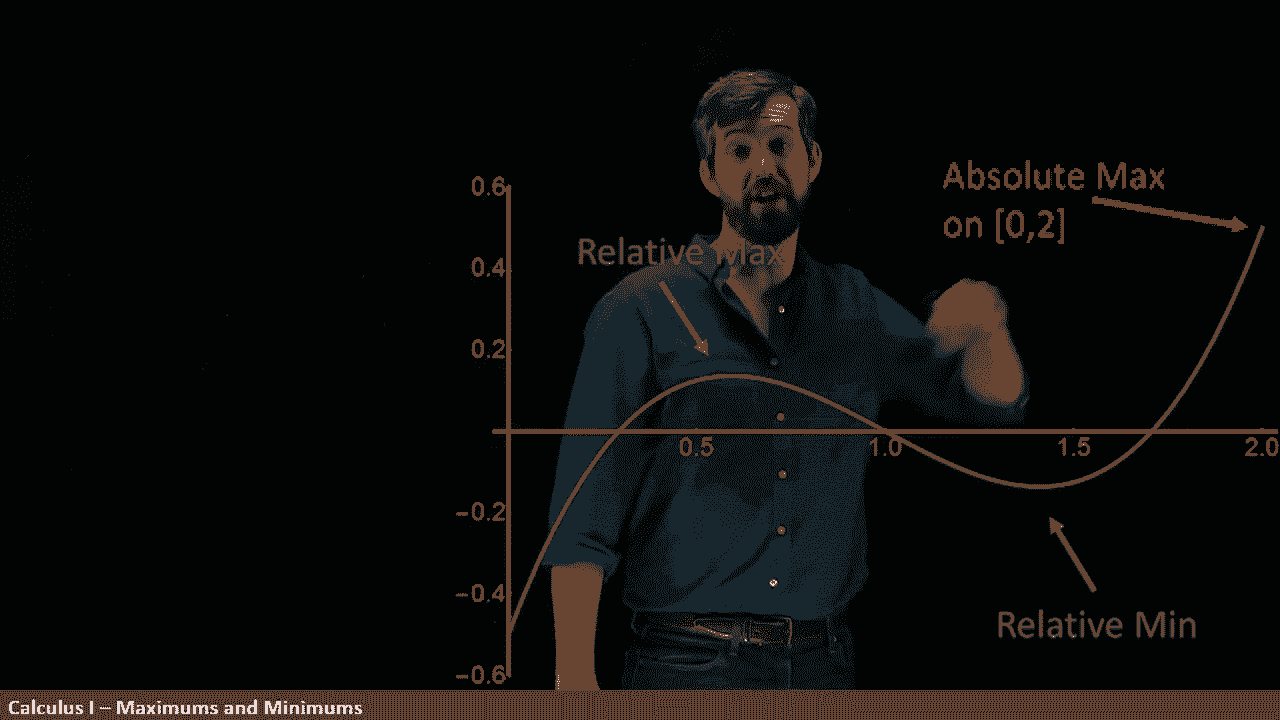 Absolute Max
on [0,2]
Relative Max
0.6
0.4
0.2
0.5
1.0
1.5
2.0
−0.2
−0.4
−0.6
Relative Min
Calculus I – Maximums and Minimums